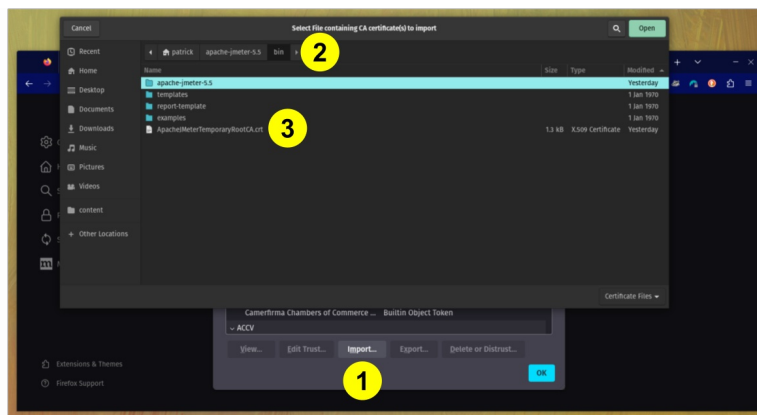 Cancel
Select File containing CA certificate(s) to import
Open
Recent
patrick apache-jmeter-5.5 bin
2
Home
Name Size Type Modified
Desktop
apache-jmeter-5.5 Yesterday
templates 1 Jan 1970
Documents
report-template 1 Jan 1970
examples 1 Jan 1970
Downloads
ApacheJMeterTemporaryRootCA.crt 1.3 kB X.509 Certificate Yesterday
3
Music
Pictures
Videos
content
+ Other Locations
Certificate Files
Camerfirma Chambers of Commerce ... Builtin Object Token
ACCV
View... Edit Trust... Import... Export... Delete or Distrust...
1
OK
Extensions & Themes
Firefox Support